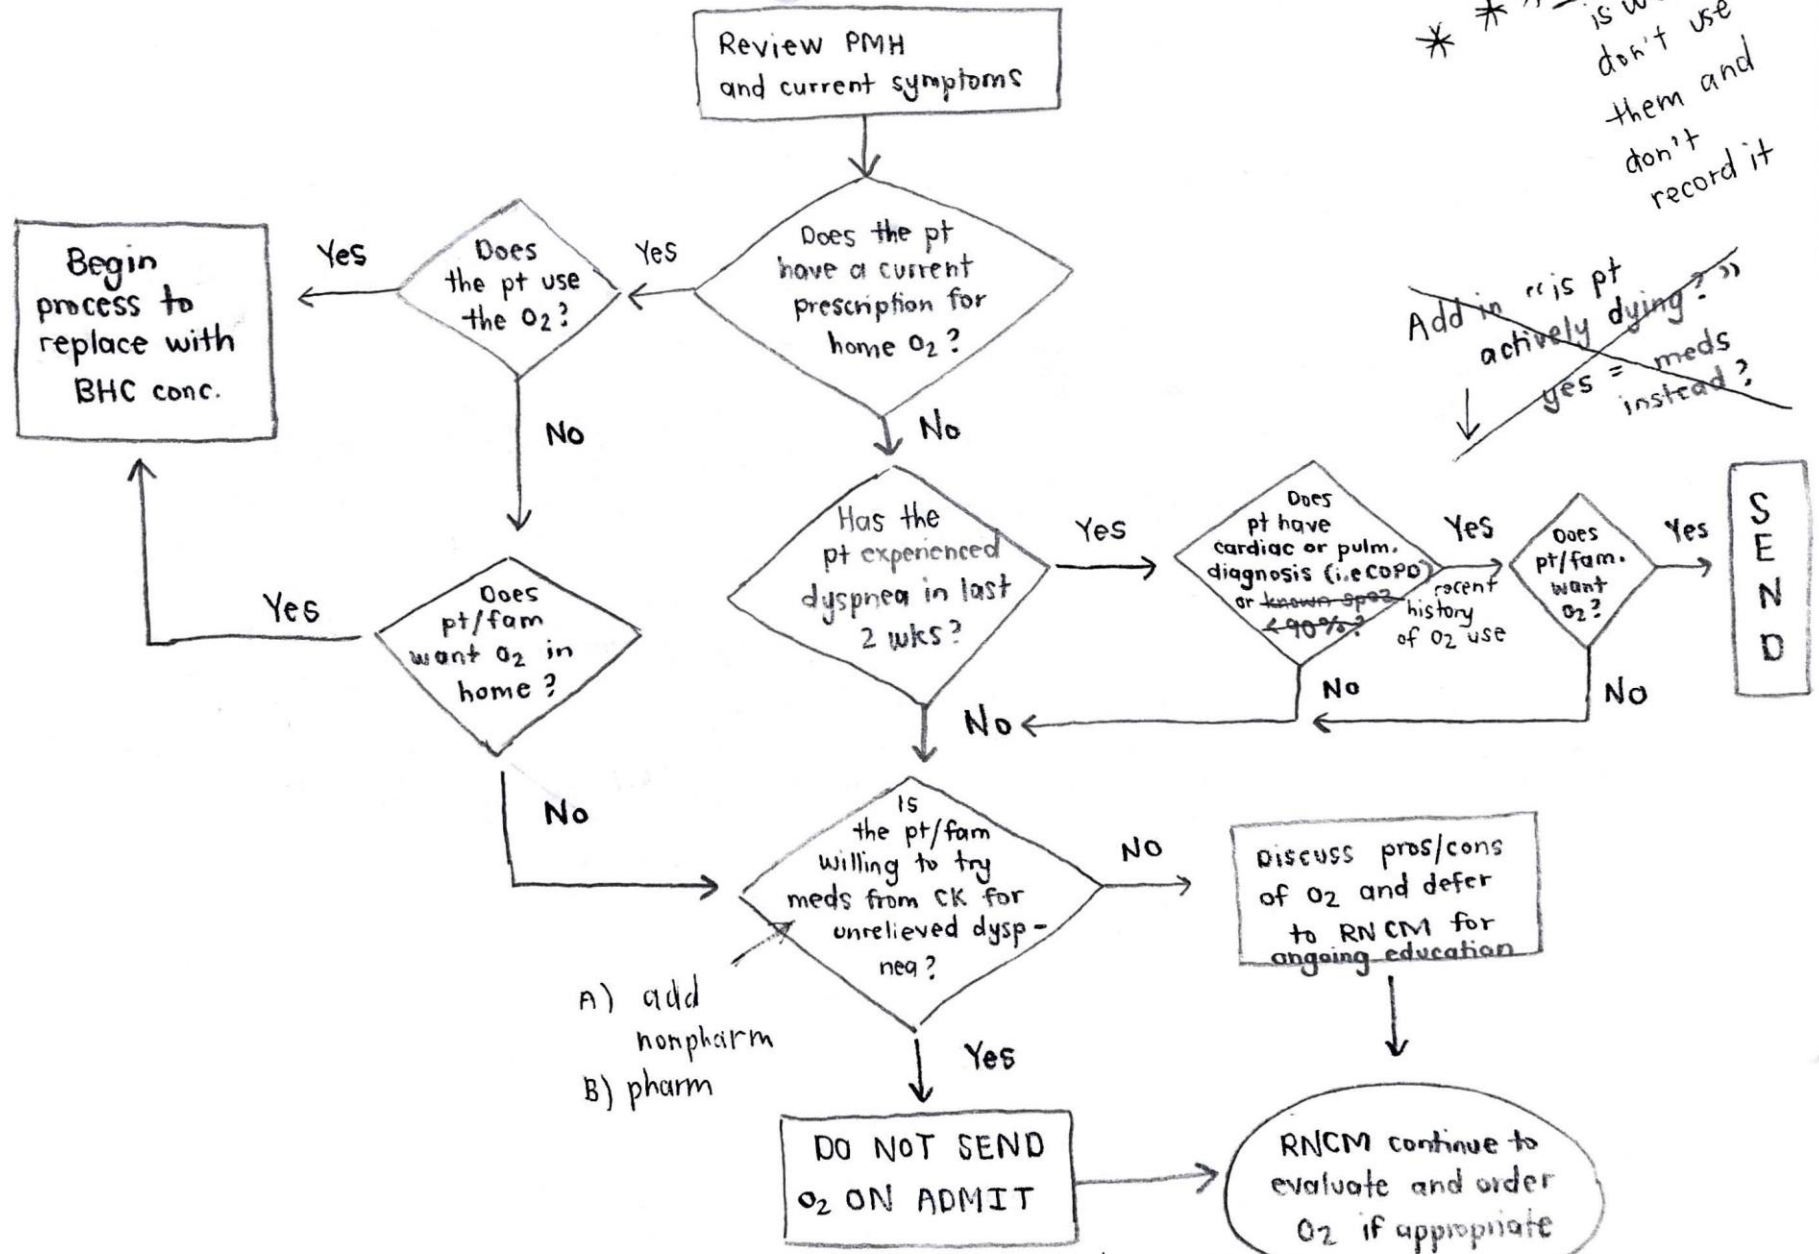 Review PMH
and current symptoms
is
don't use
them and
don't
record it
Does the pt
have a current
prescription for
home O2?
Yes
Does
the pt use
the O2?
Yes
Begin
process to
replace with
BHC conc.
Add in "is pt
actively dying?"
yes = meds
instead?
No
No
Has the
pt experienced
dyspnea in last
2 wks?
Yes
Does
pt have
cardiac or pulm.
diagnosis (i.e COPD)
or known spo2
<90%?
recent
history
of O2 use
Yes
Does
pt/fam.
want
O2?
Yes
SEND
No
No
No
Does
pt/fam
want O2 in
home?
Yes
No
Is
the pt/fam
willing to try
meds from CK for
unrelieved dysp-
nea?
A) add
nonpharm
B) pharm
No
Discuss pros/cons
of O2 and defer
to RN CM for
ongoing education
Yes
DO NOT SEND
O2 ON ADMIT
RNCM continue to
evaluate and order
O2 if appropriate